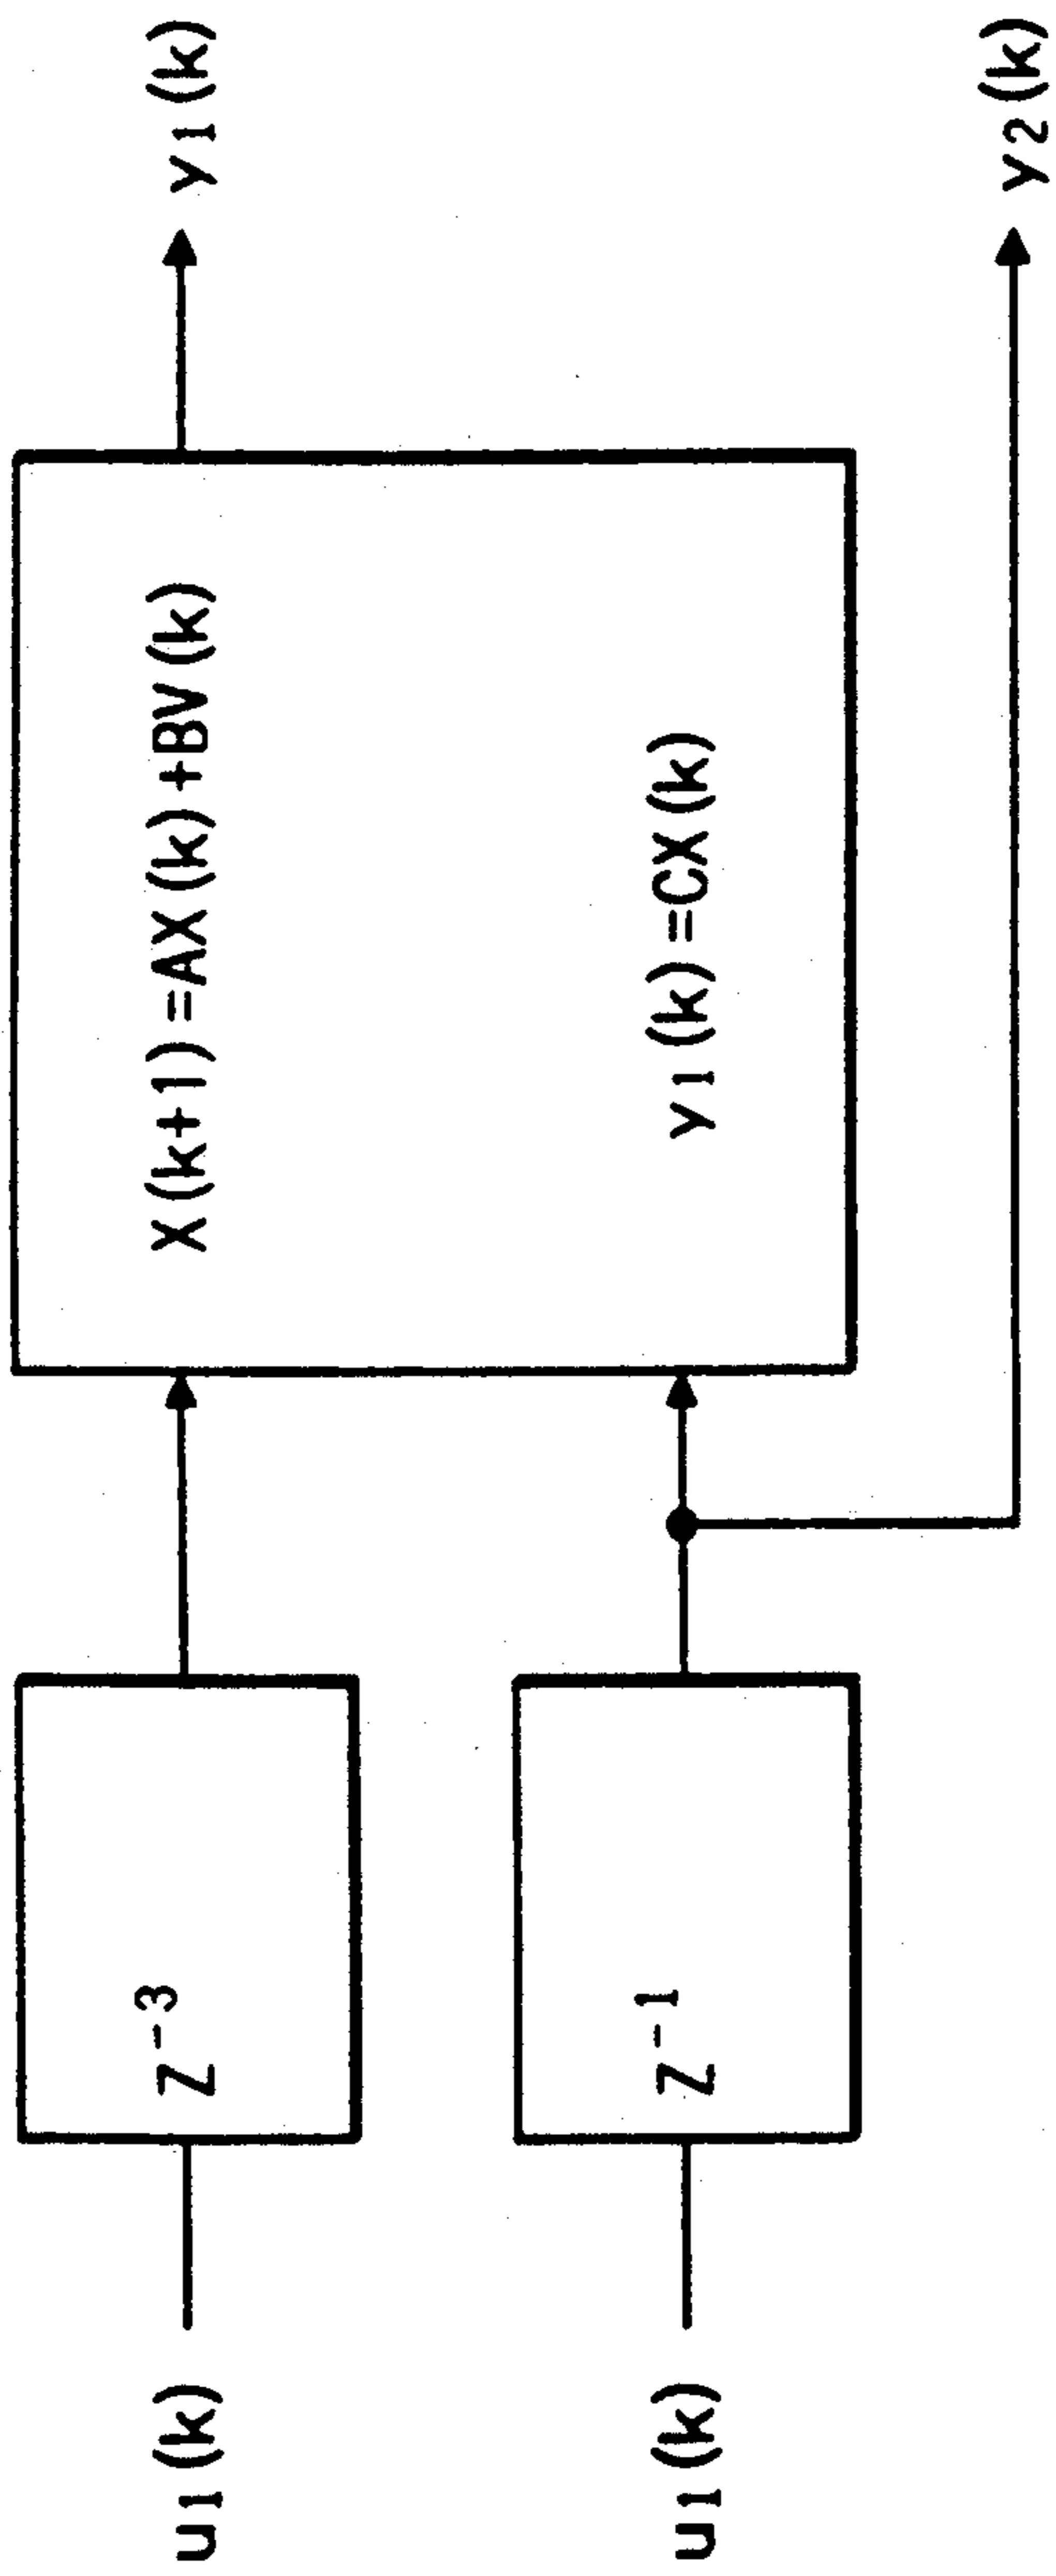 u1(k)
Z-3
X(k+1)=AX(k)+BV(k)
y1(k)
u1(k)
Z-1
y1(k)=CX(k)
y2(k)